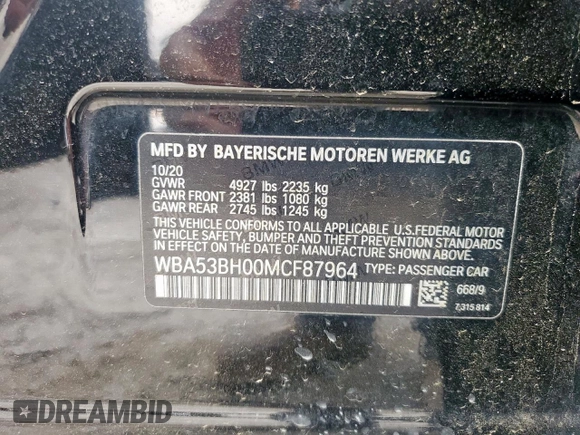 MFD BY BAYERISCHE MOTOREN WERKE AG
10/20
GVWR 4927 lbs 2235 kg
GAWR FRONT 2381 lbs 1080 kg
GAWR REAR 2745 lbs 1245 kg
THIS VEHICLE CONFORMS TO ALL APPLICABLE U.S.FEDERAL MOTOR
VEHICLE SAFETY, BUMPER AND THEFT PREVENTION STANDARDS
IN EFFECT ON THE DATE OF MANUFACTURE SHOWN ABOVE.
WBA53BH00MCF87964 TYPE: PASSENGER CAR
668/9
7 315 814
DREAMBID